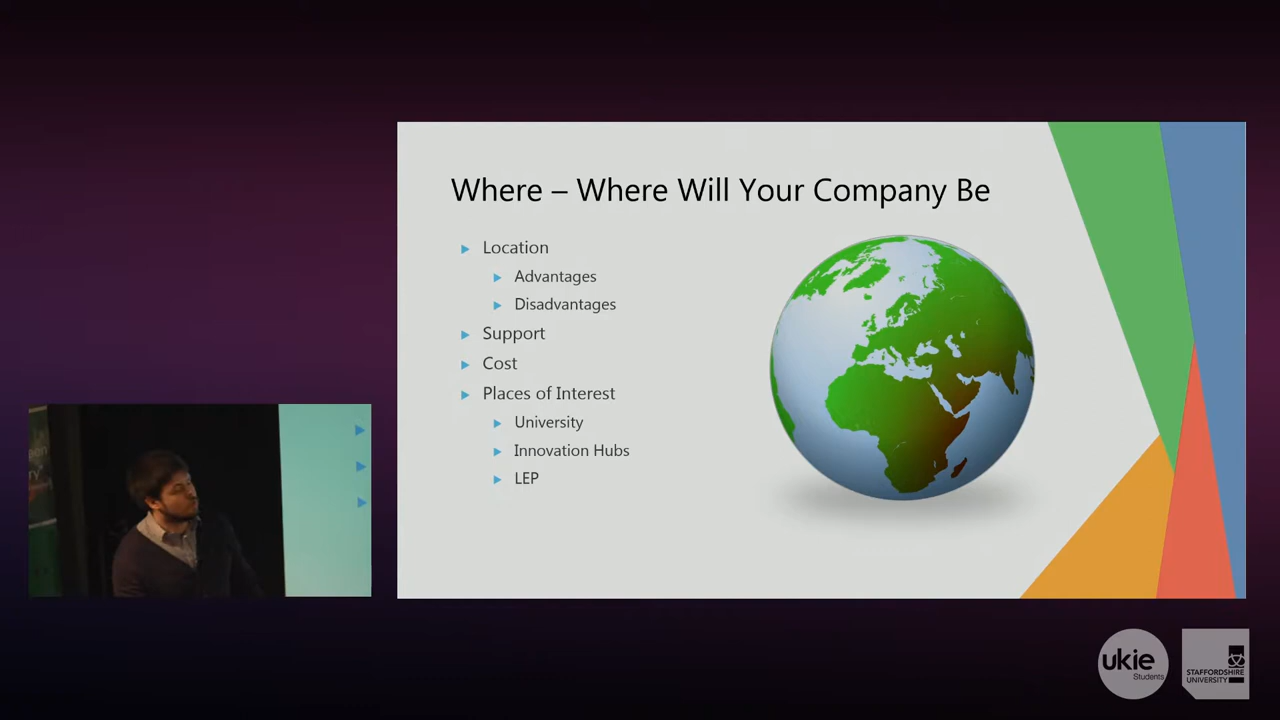 Where – Where Will Your Company Be
Location
Advantages
Disadvantages
Support
Cost
Places of Interest
University
Innovation Hubs
LEP
ukie
Students
STAFFORDSHIRE
UNIVERSITY